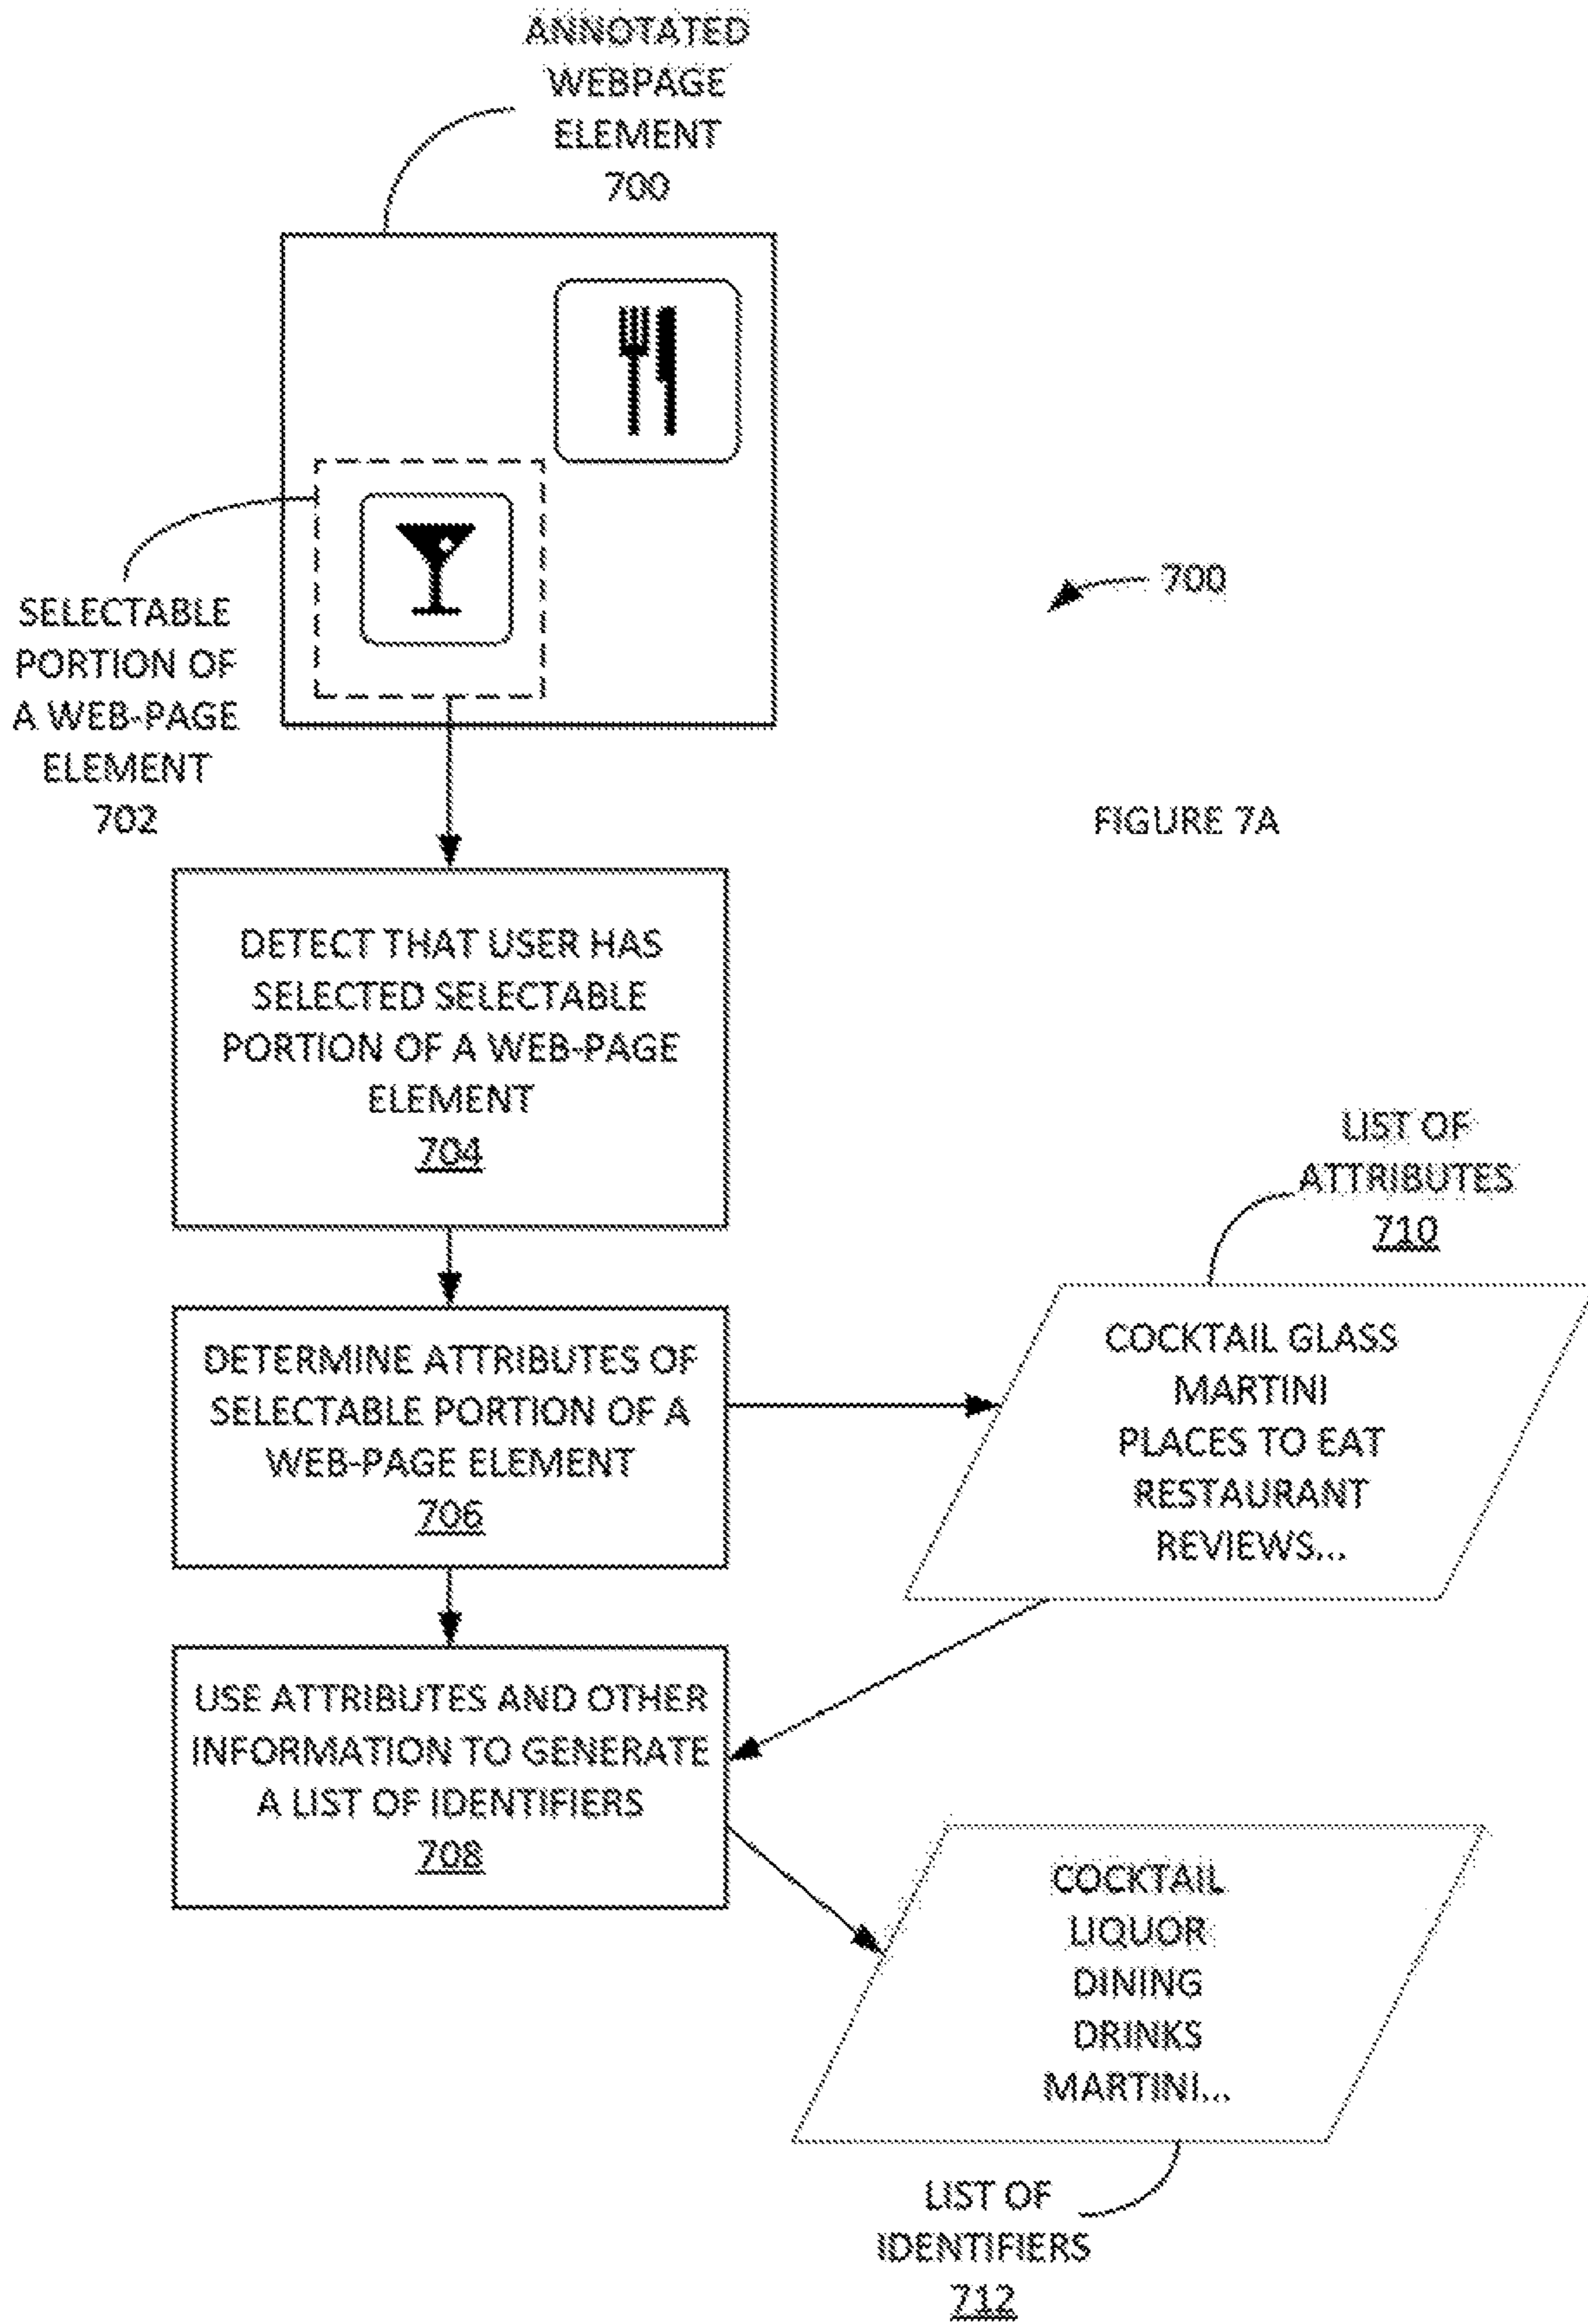 ANNOTATED
WEBPAGE
ELEMENT
700
SELECTABLE
PORTION OF
A WEB-PAGE
ELEMENT
702
700
FIGURE 7A
DETECT THAT USER HAS
SELECTED SELECTABLE
PORTION OF A WEB-PAGE
ELEMENT
704
LIST OF
ATTRIBUTES
710
DETERMINE ATTRIBUTES OF
SELECTABLE PORTION OF A
WEB-PAGE ELEMENT
706
COCKTAIL GLASS
MARTINI
PLACES TO EAT
RESTAURANT
REVIEWS...
USE ATTRIBUTES AND OTHER
INFORMATION TO GENERATE
A LIST OF IDENTIFIERS
708
COCKTAIL
LIQUOR
DINING
DRINKS
MARTINI...
LIST OF
IDENTIFIERS
712